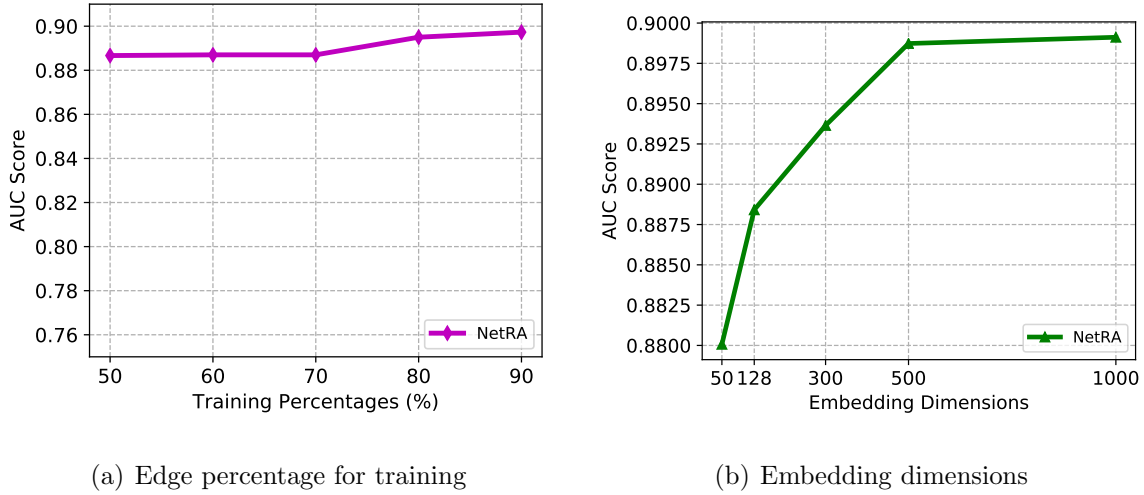 0.90
0.88
0.86
0.84
0.82
0.80
0.78
0.76
AUC Score
NetRA
50 60 70 80 90
Training Percentages (%)
(a) Edge percentage for training
0.9000
0.8975
0.8950
0.8925
0.8900
0.8875
0.8850
0.8825
0.8800
AUC Score
NetRA
50 128 300 500 1000
Embedding Dimensions
(b) Embedding dimensions